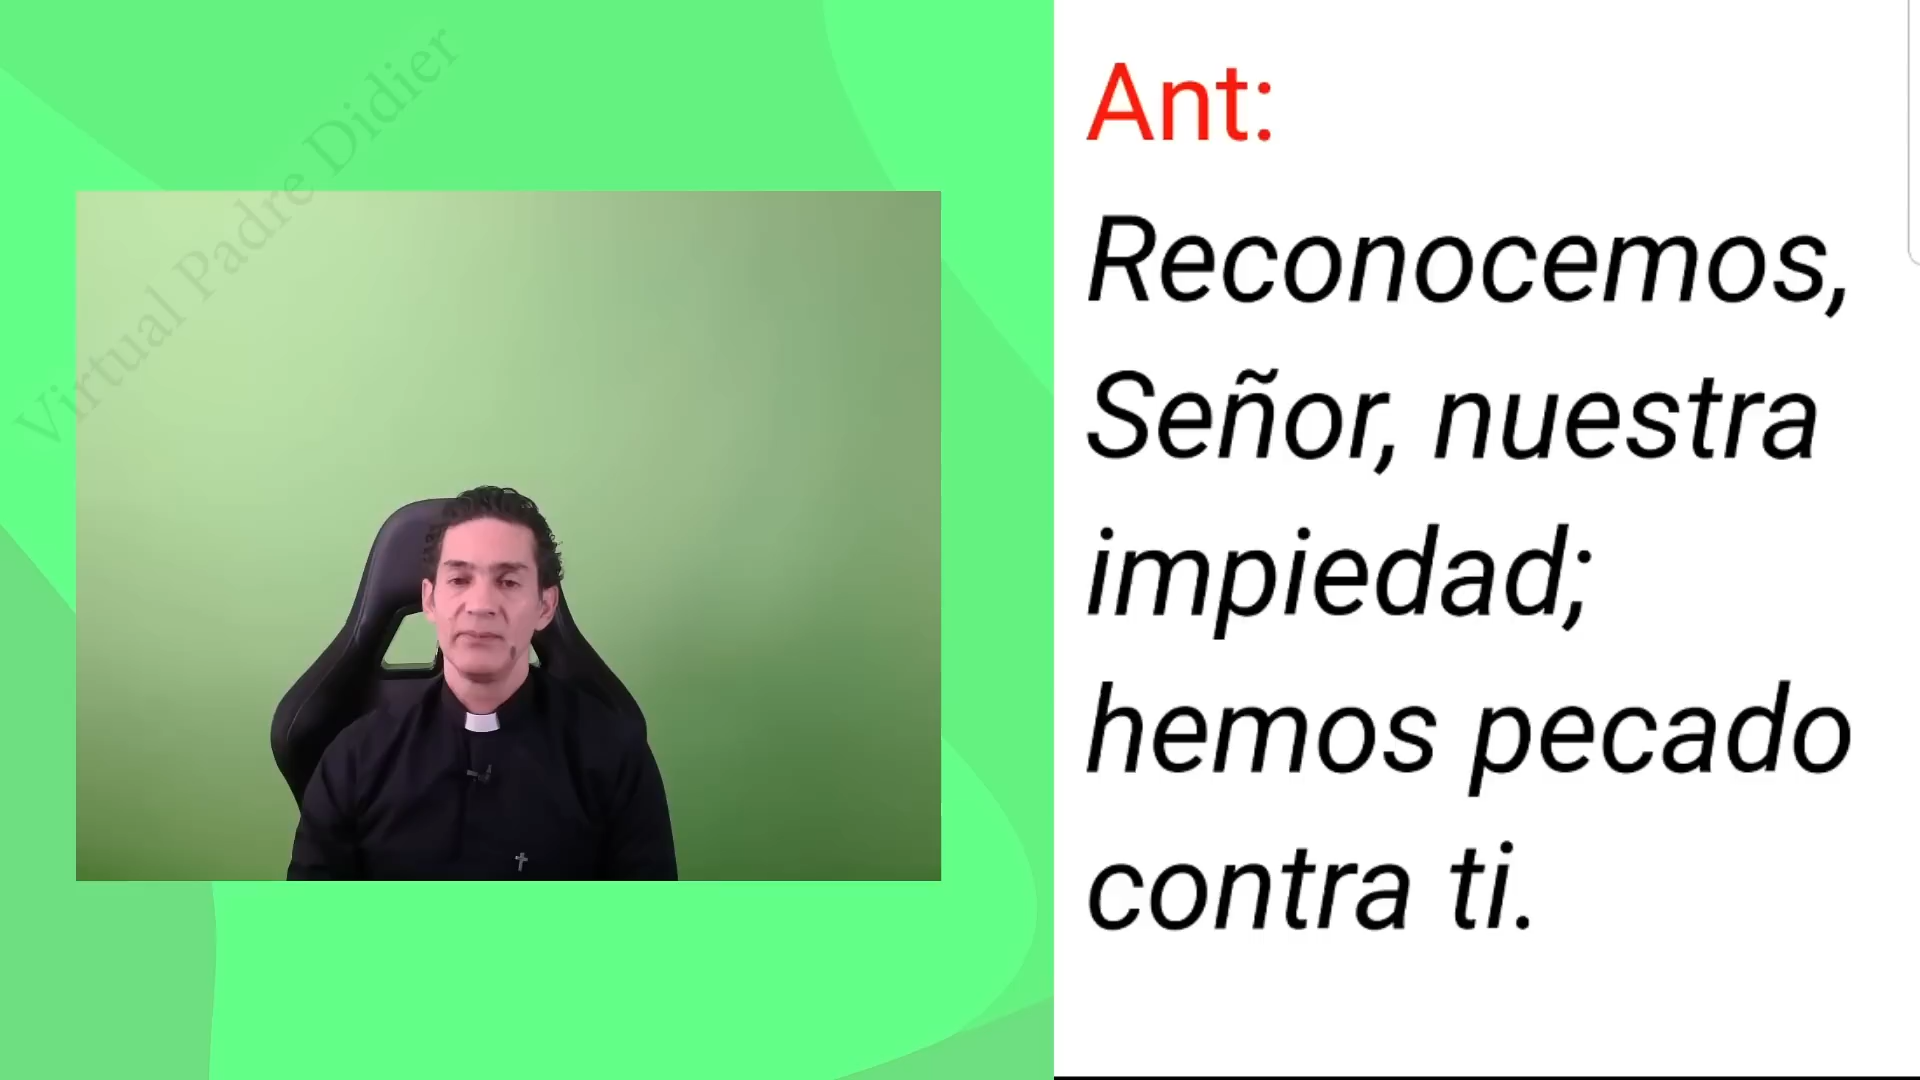 Virtual Padre Didier
Ant:
Reconocemos,
Señor, nuestra
impiedad;
hemos pecado
contra ti.